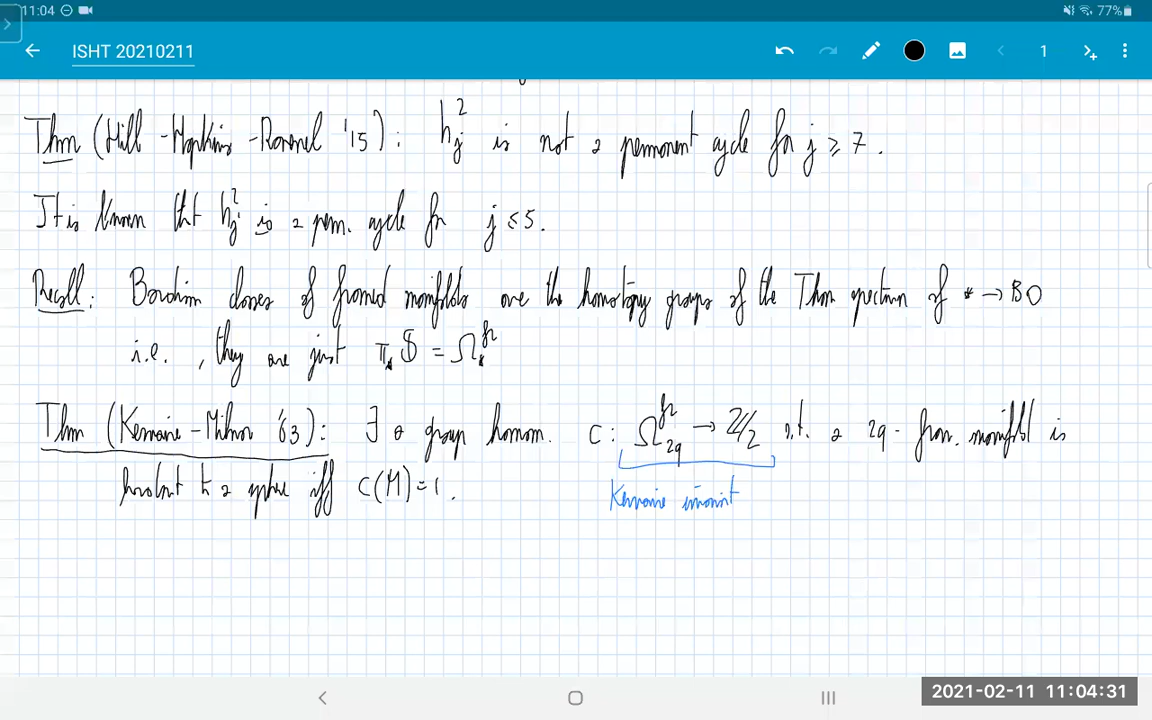 11:04
77%
ISHT 20210211
1
Thm (Hill-Hopkins-Ravenel '15): h_j^2 is not a permanent cycle for j ≥ 7.
It is known that h_j^2 is a perm. cycle for j ≤ 5.
Recall: Bordism classes of framed manifolds are the homotopy groups of the Thom spectrum of * → BO
i.e., they are just π_* $ = Ω_*^{fr}
Thm (Kervaire-Milnor '63): ∃ a group homom. c: Ω_{2q}^{fr} → ℤ/2 s.t. a 2q-fram. manifold is
bordant to a sphere iff c(M)=1.
Kervaire invariant
2021-02-11 11:04:31